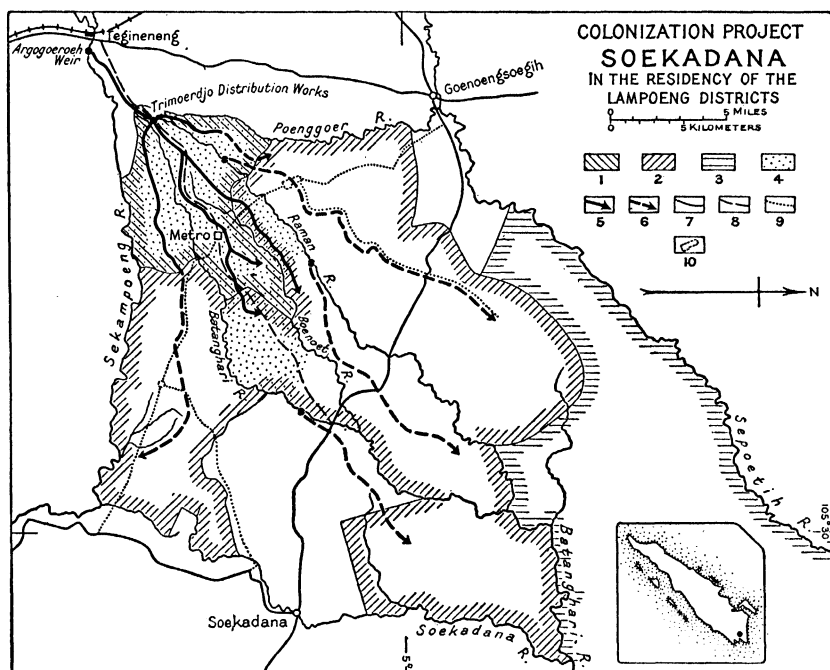 COLONIZATION PROJECT
SOEKADANA
IN THE RESIDENCY OF THE
LAMPOENG DISTRICTS
0 5 MILES
0 5 KILOMETERS
1 2 3 4
5 6 7 8 9
10
N
Tegineneng
Argogoeroeh
Weir
Trimoerdjo Distribution Works
Goenoengsoegih
Poenggoer R.
Metro
Raman R.
Sekampoeng R.
Batanghari R.
Boenoet R.
Sepoetih R.
105°30'
Batanghari R.
Soekadana
Soekadana R.
5°